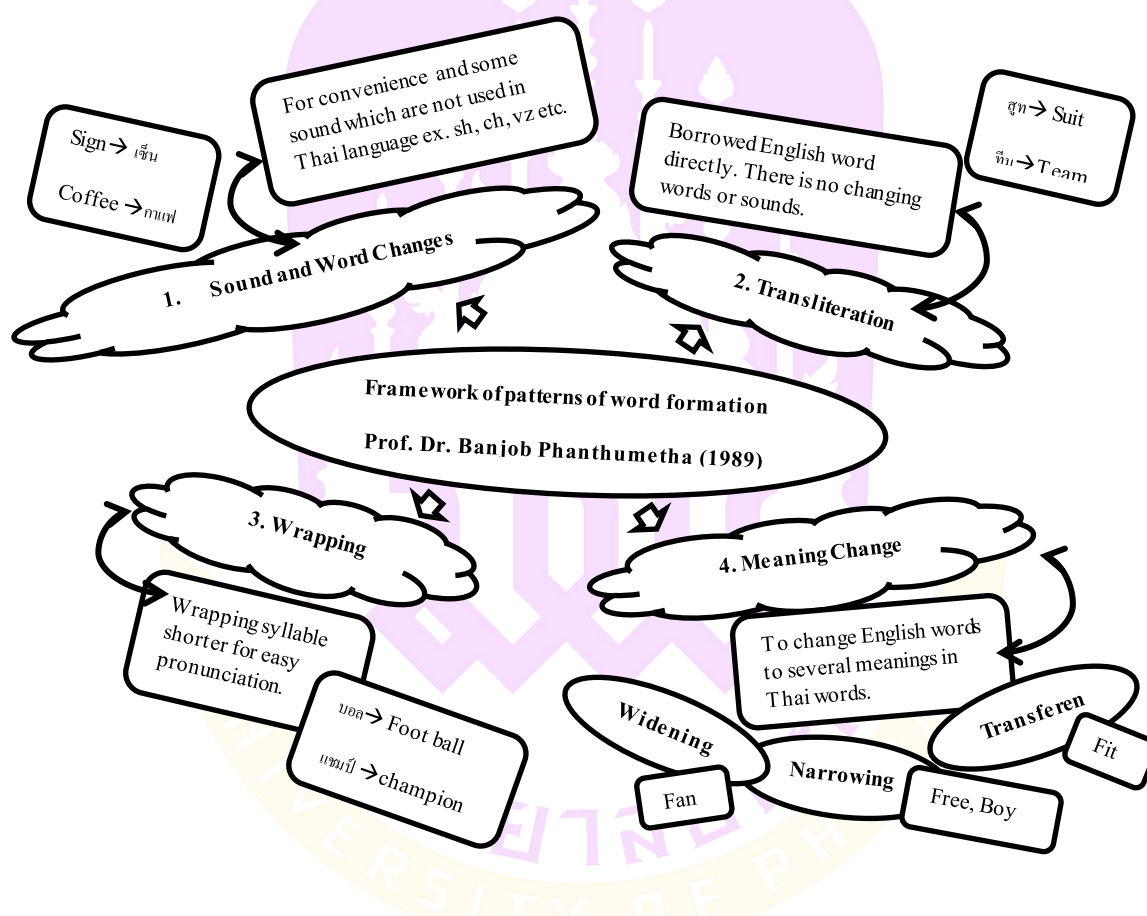 Framework of patterns of word formation
Prof. Dr. Banjob Phanthumetha (1989)
1. Sound and Word Changes
For convenience and some
sound which are not used in
Thai language ex. sh, ch, vz etc.
Sign→ เซ็น
Coffee →กาแฟ
2. Transliteration
Borrowed English word
directly. There is no changing
words or sounds.
สูท→ Suit
ทีม→Team
3. Wrapping
Wrapping syllable
shorter for easy
pronunciation.
บอล→ Foot ball
แชมป์ →champion
4. Meaning Change
To change English words
to several meanings in
Thai words.
Widening
Fan
Narrowing
Free, Boy
Transferen
Fit